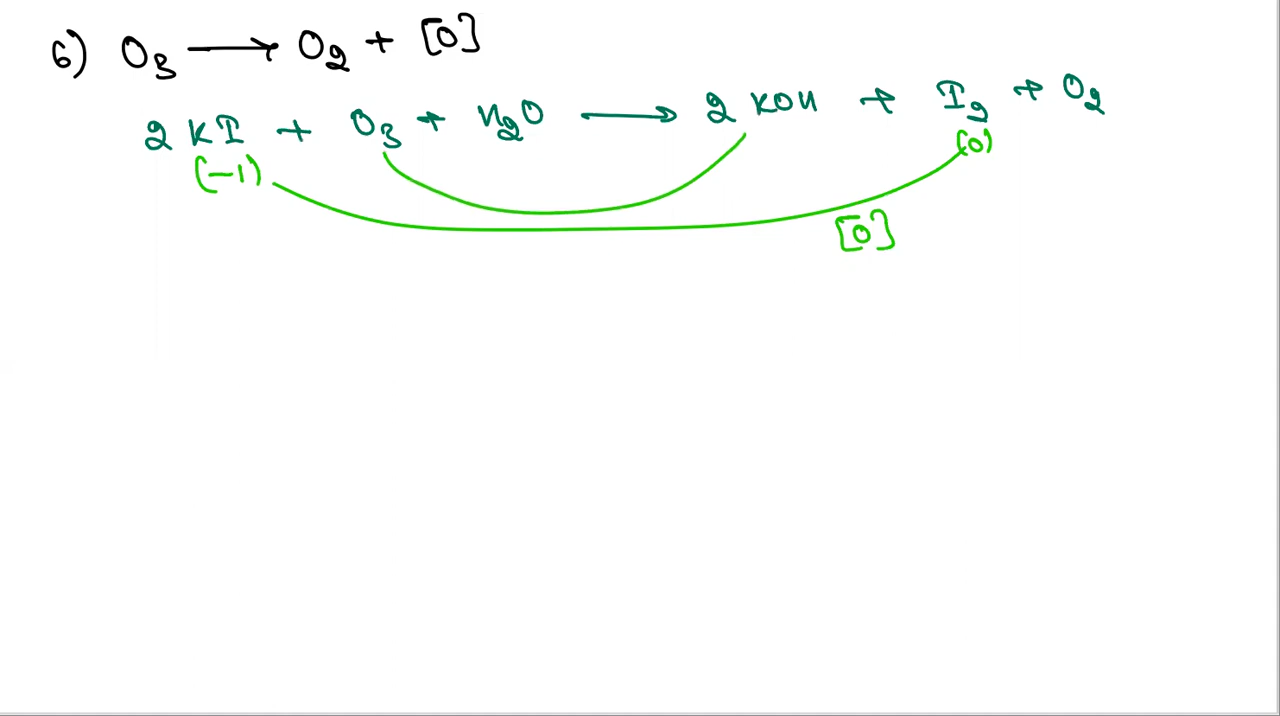 6) O₃ ⟶ O₂ + [O]
2 KI + O₃ + H₂O ⟶ 2 KOH + I₂ + O₂
(-1) (0)
[O]